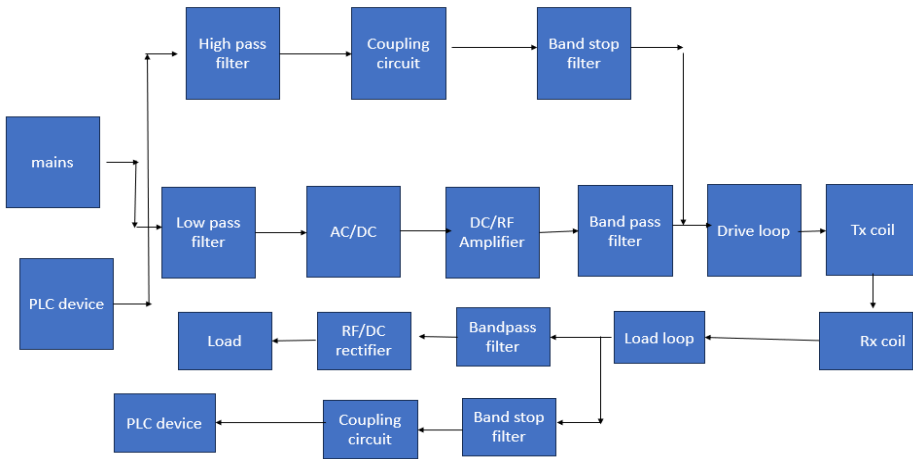 High pass
filter
Coupling
circuit
Band stop
filter
mains
Low pass
filter
AC/DC
DC/RF
Amplifier
Band pass
filter
Drive loop
Tx coil
PLC device
Load
RF/DC
rectifier
Bandpass
filter
Load loop
Rx coil
PLC device
Coupling
circuit
Band stop
filter